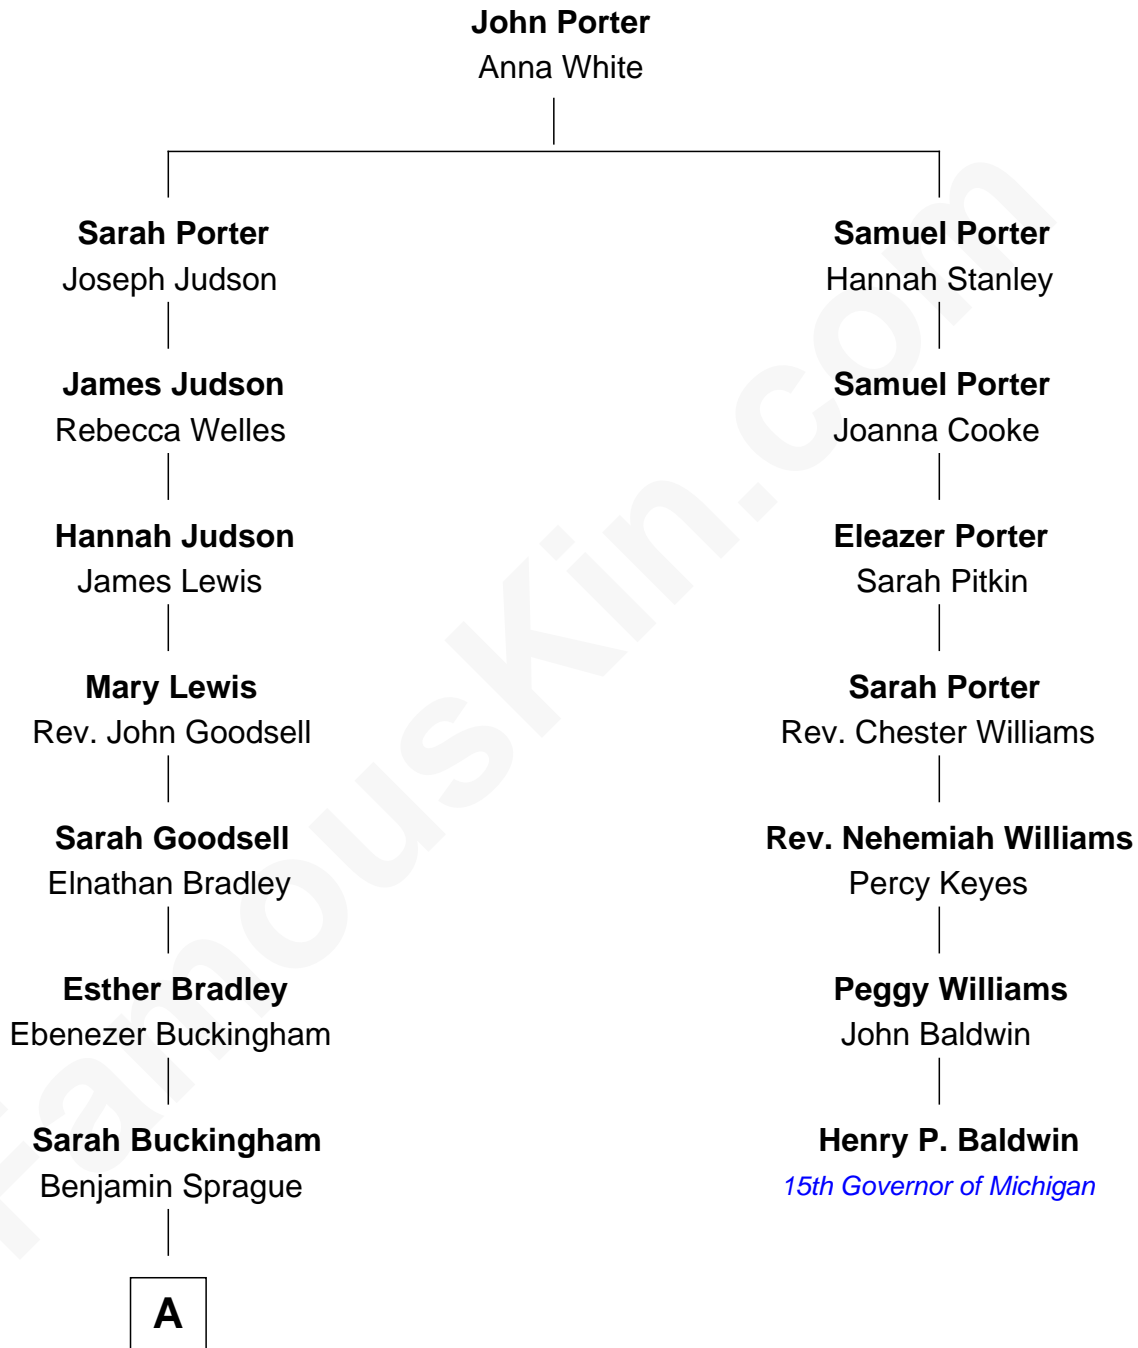 John Porter
Anna White
Sarah Porter
Joseph Judson
Samuel Porter
Hannah Stanley
James Judson
Rebecca Welles
Samuel Porter
Joanna Cooke
Hannah Judson
James Lewis
Eleazer Porter
Sarah Pitkin
Mary Lewis
Rev. John Goodsell
Sarah Porter
Rev. Chester Williams
Sarah Goodsell
Elnathan Bradley
Rev. Nehemiah Williams
Percy Keyes
Esther Bradley
Ebenezer Buckingham
Peggy Williams
John Baldwin
Sarah Buckingham
Benjamin Sprague
Henry P. Baldwin
15th Governor of Michigan
A
FamousKin.com